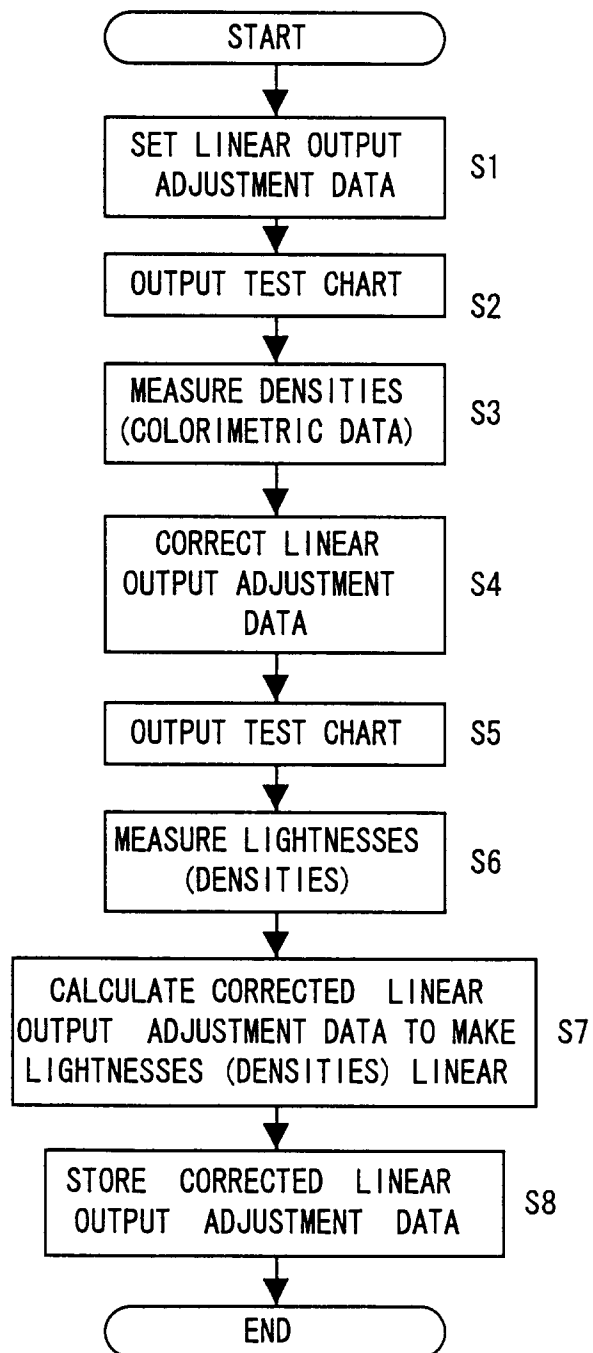 START
SET LINEAR OUTPUT
ADJUSTMENT DATA
S1
OUTPUT TEST CHART
S2
MEASURE DENSITIES
(COLORIMETRIC DATA)
S3
CORRECT LINEAR
OUTPUT ADJUSTMENT
DATA
S4
OUTPUT TEST CHART
S5
MEASURE LIGHTNESSES
(DENSITIES)
S6
CALCULATE CORRECTED LINEAR
OUTPUT ADJUSTMENT DATA TO MAKE
LIGHTNESSES (DENSITIES) LINEAR
S7
STORE CORRECTED LINEAR
OUTPUT ADJUSTMENT DATA
S8
END